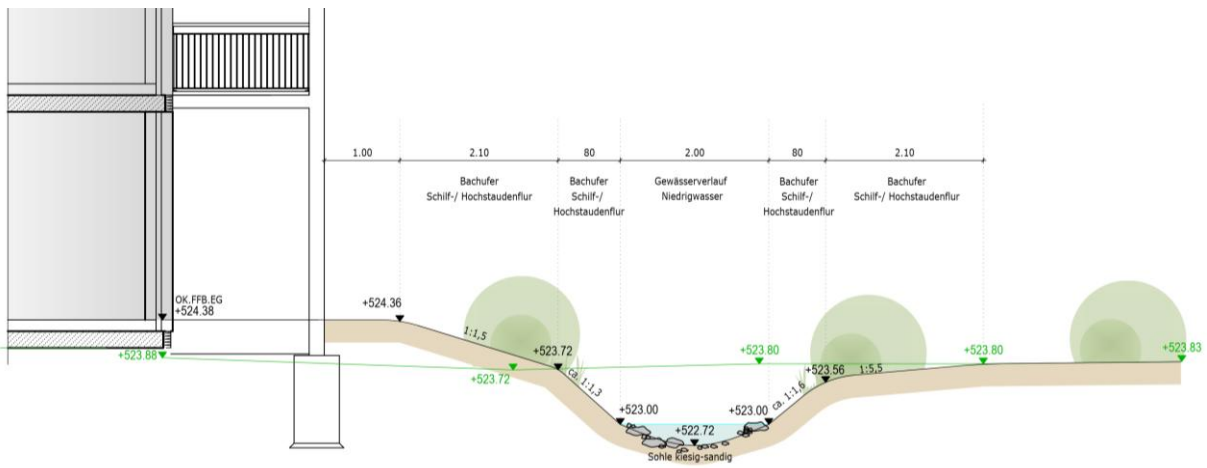 1.00
2.10
80
2.00
80
2.10
Bachufer
Schilf-/ Hochstaudenflur
Bachufer
Schilf-/
Hochstaudenflur
Gewässerverlauf
Niedrigwasser
Bachufer
Schilf-/
Hochstaudenflur
Bachufer
Schilf-/ Hochstaudenflur
OK.FFB.EG
+524.38
+524.36
1:1,5
+523.88
+523.72
+523.72
ca. 1:1,3
+523.80
+523.56
1:5,5
+523.80
+523.83
ca. 1:1,6
+523.00
+523.00
+522.72
Sohle kiesig-sandig